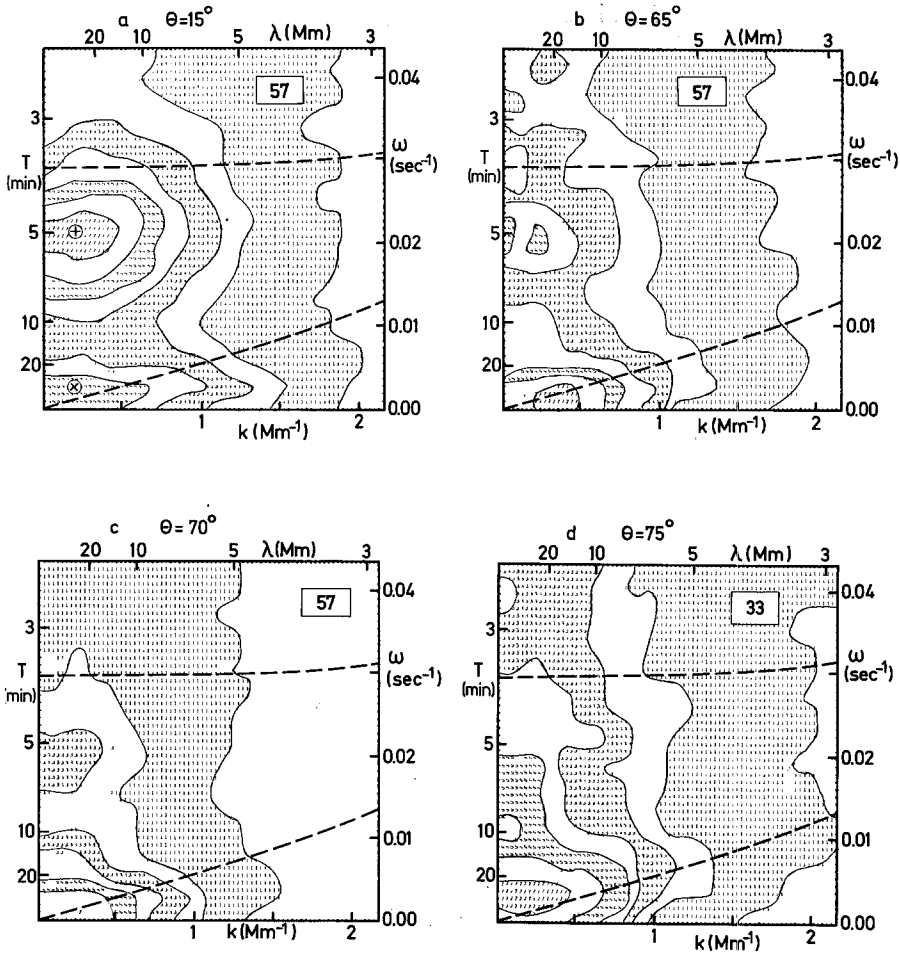 a θ=15°
20 10 5 λ(Mm) 3
57
0.04
3
T
(min)
ω
(sec⁻¹)
5
0.02
10
0.01
20
0.00
1 2
k (Mm⁻¹)
b θ=65°
20 10 5 λ(Mm) 3
57
0.04
3
T
(min)
ω
(sec⁻¹)
5
0.02
10
0.01
20
0.00
1 2
k (Mm⁻¹)
c θ=70°
20 10 5 λ(Mm) 3
57
0.04
3
T
(min)
ω
(sec⁻¹)
5
0.02
10
0.01
20
0.00
1 2
k (Mm⁻¹)
d θ=75°
20 10 5 λ(Mm) 3
33
0.04
3
T
(min)
ω
(sec⁻¹)
5
0.02
10
0.01
20
0.00
1 2
k (Mm⁻¹)